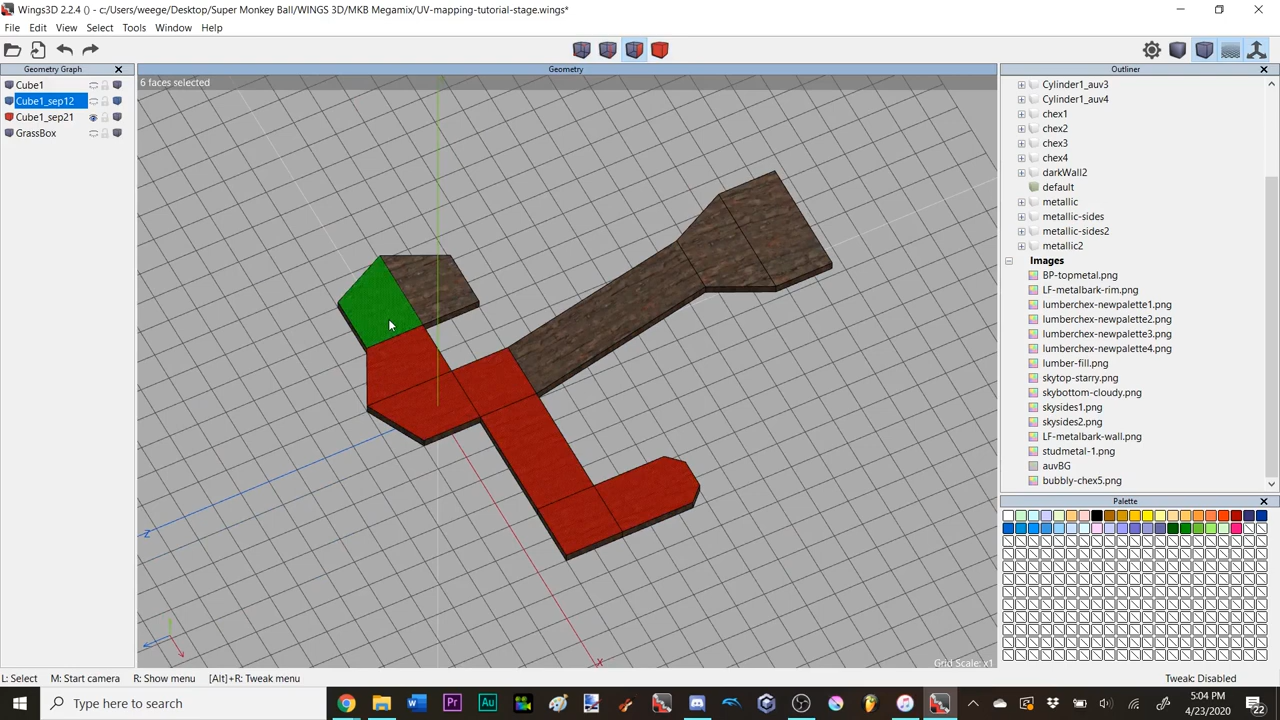 Wings3D 2.2.4 () - c:/Users/weege/Desktop/Super Monkey Ball/WINGS 3D/MKB Megamix/UV-mapping-tutorial-stage.wings*
File Edit View Select Tools Window Help
Geometry Graph
Geometry
Outliner
6 faces selected
Cube1
Cube1_sep12
Cube1_sep21
GrassBox
Cylinder1_auv3
Cylinder1_auv4
chex1
chex2
chex3
chex4
darkWall2
default
metallic
metallic-sides
metallic-sides2
metallic2
Images
BP-topmetal.png
LF-metalbark-rim.png
lumberchex-newpalette1.png
lumberchex-newpalette2.png
lumberchex-newpalette3.png
lumberchex-newpalette4.png
lumber-fill.png
skytop-starry.png
skybottom-cloudy.png
skysides1.png
skysides2.png
LF-metalbark-wall.png
studmetal-1.png
auvBG
bubbly-chex5.png
Palette
Z
X
Grid Scale: x1
L: Select M: Start camera R: Show menu [Alt]+R: Tweak menu
Tweak: Disabled
Type here to search
5:04 PM
4/23/2020
22